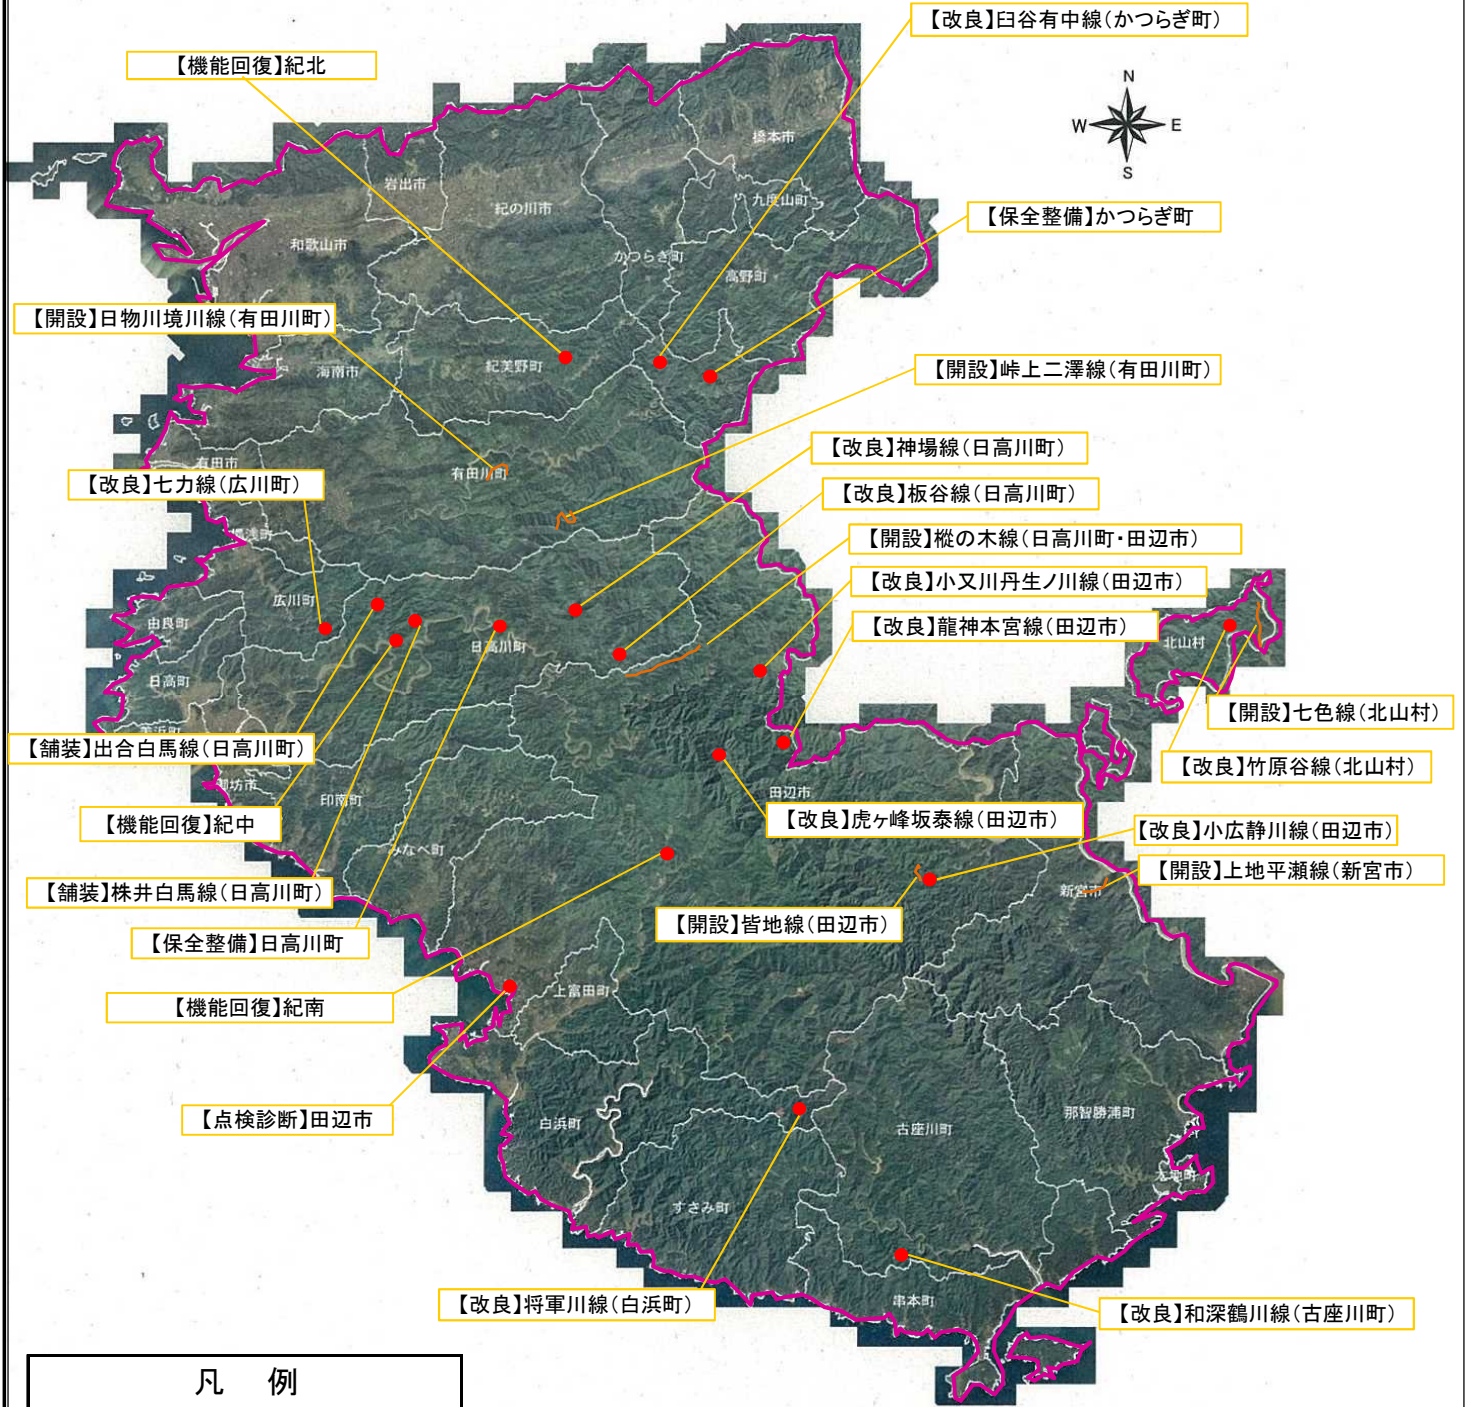 【改良】臼谷有中線(かつらぎ町)
【機能回復】紀北
N
W E
S
橋本市
岩出市
紀の川市
九度山町
【保全整備】かつらぎ町
和歌山市
かつらぎ町
高野町
【開設】日物川境川線(有田川町)
海南市
紀美野町
【開設】峠上二澤線(有田川町)
【改良】神場線(日高川町)
有田市
有田川町
【改良】七力線(広川町)
【改良】板谷線(日高川町)
湯浅町
【開設】樅の木線(日高川町・田辺市)
【改良】小又川丹生ノ川線(田辺市)
広川町
由良町
【改良】龍神本宮線(田辺市)
日高川町
北山村
日高町
【開設】七色線(北山村)
美浜町
【舗装】出合白馬線(日高川町)
【改良】竹原谷線(北山村)
御坊市
印南町
田辺市
【機能回復】紀中
【改良】虎ヶ峰坂泰線(田辺市)
【改良】小広静川線(田辺市)
みなべ町
【開設】上地平瀬線(新宮市)
【舗装】株井白馬線(日高川町)
新宮市
【開設】皆地線(田辺市)
【保全整備】日高川町
上富田町
【機能回復】紀南
【点検診断】田辺市
白浜町
古座川町
那智勝浦町
太地町
すさみ町
【改良】将軍川線(白浜町)
串本町
【改良】和深鶴川線(古座川町)
凡 例